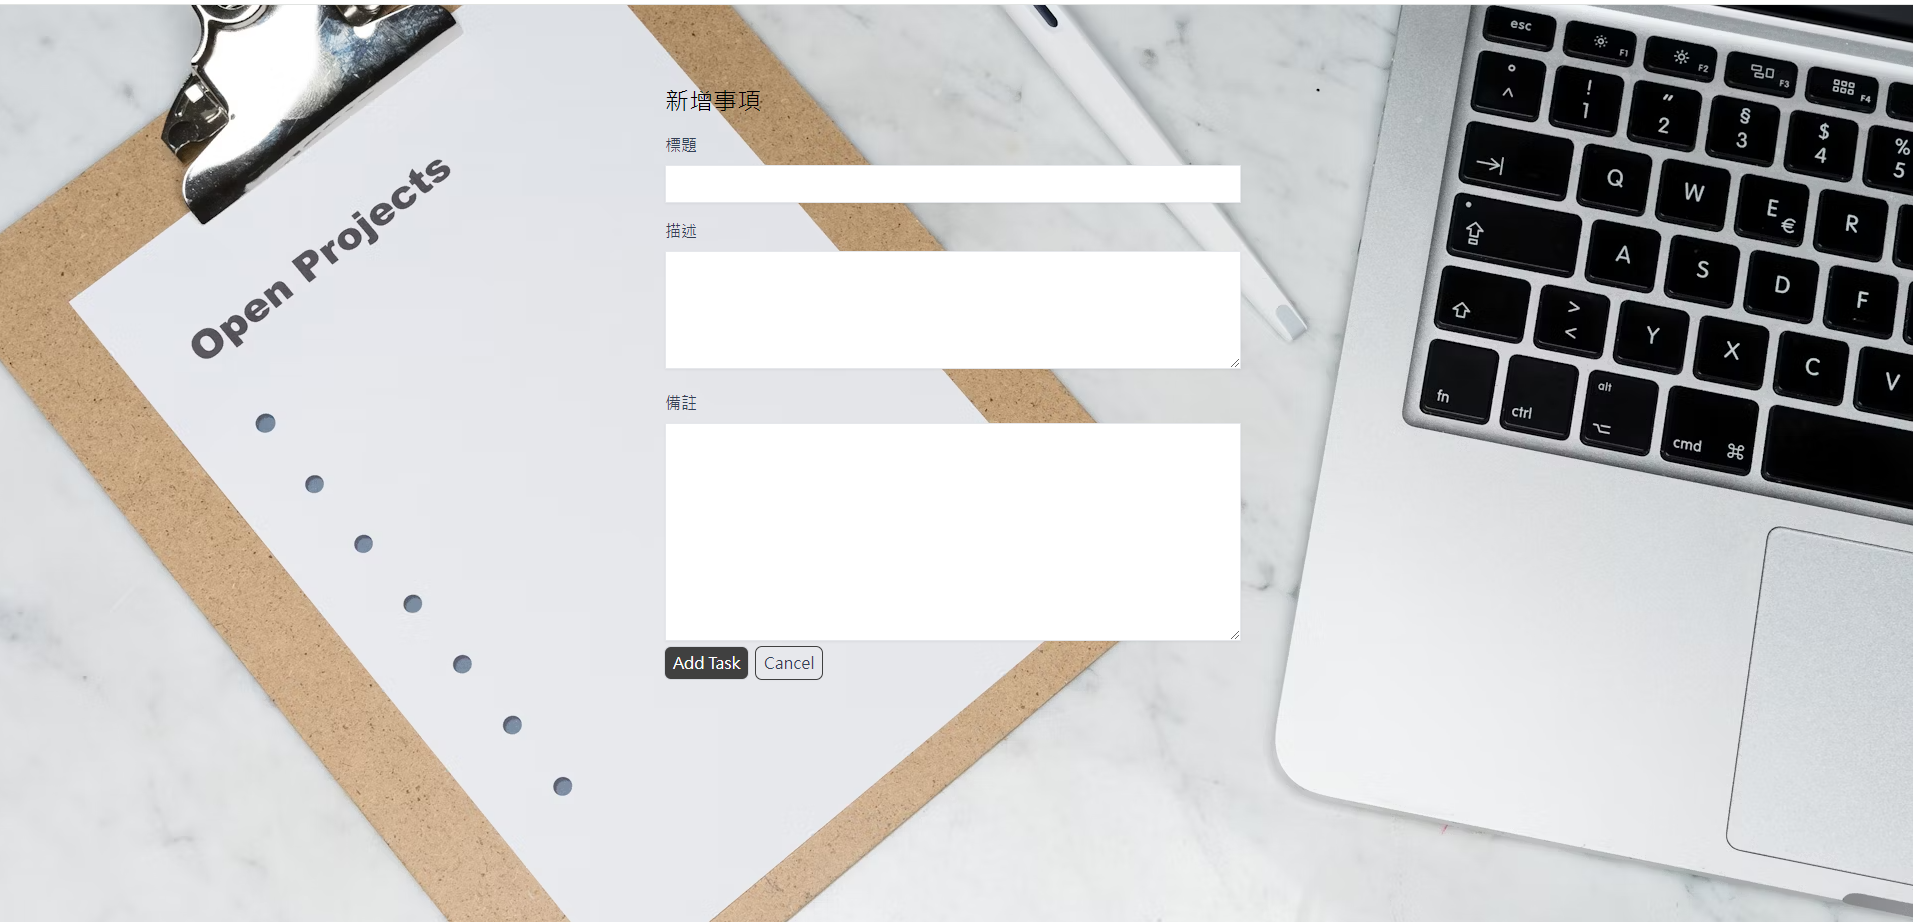 新增事項
標題
描述
備註
Add Task
Cancel
Open Projects
esc
F1
F2
F3
F4
° ^
! 1
" 2
§ 3
$ 4
% 5
Q W E € R
A S D F
> < Y X C V
fn ctrl alt cmd ⌘